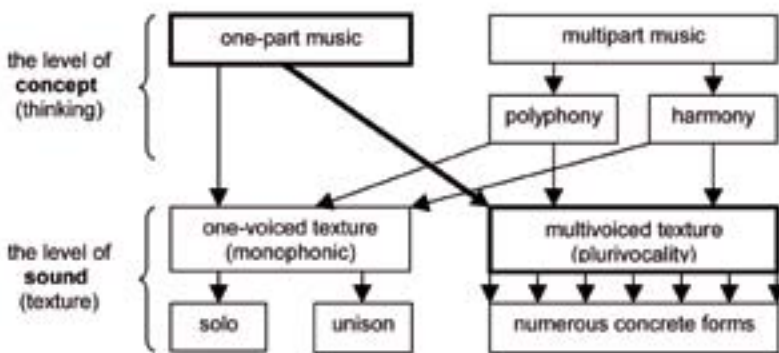 one-part music
multipart music
the level of
concept
(thinking)
polyphony
harmony
the level of
sound
(texture)
one-voiced texture
(monophonic)
multivoiced texture
(plurivocality)
solo
unison
numerous concrete forms